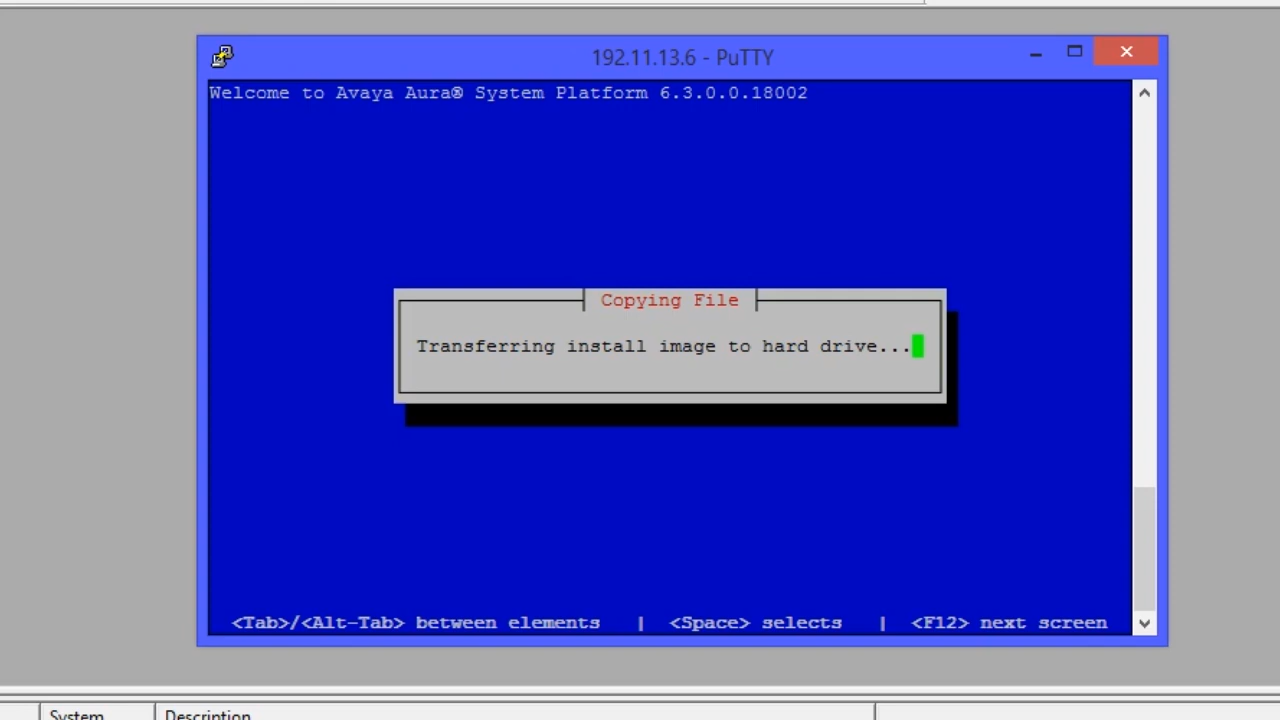 192.11.13.6 - PuTTY
Welcome to Avaya Aura® System Platform 6.3.0.0.18002
Copying File
Transferring install image to hard drive...
<Tab>/<Alt-Tab> between elements | <Space> selects | <F12> next screen
System Description